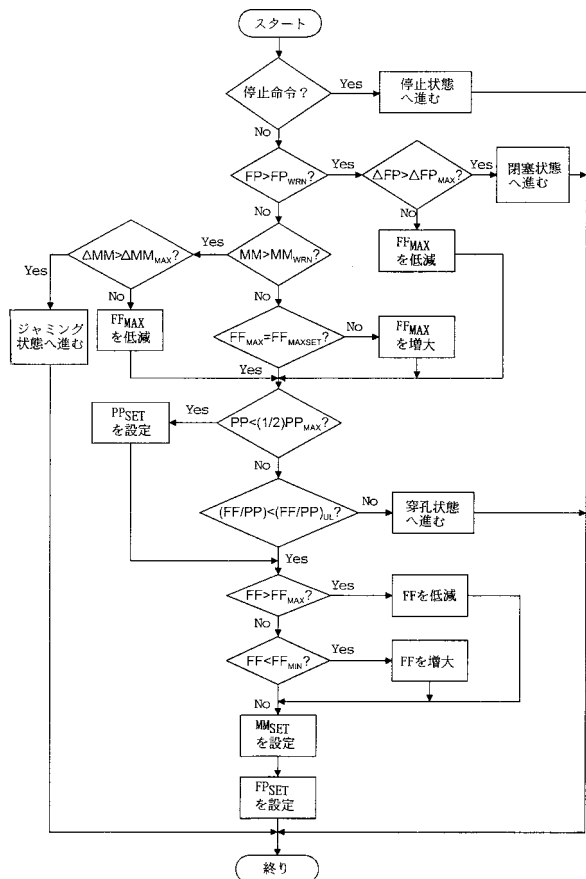 スタート
停止命令?
Yes
停止状態
へ進む
No
FP>FPWRN?
Yes
ΔFP>ΔFPMAX?
Yes
閉塞状態
へ進む
No
No
FFMAX
を低減
ΔMM>ΔMMMAX?
Yes
MM>MMWRN?
Yes
No
No
ジャミング
状態へ進む
FFMAX
を低減
FFMAX=FFMAXSET?
No
FFMAX
を増大
Yes
PPSET
を設定
Yes
PP<(1/2)PPMAX?
No
(FF/PP)<(FF/PP)UL?
No
穿孔状態
へ進む
Yes
FF>FFMAX?
Yes
FFを低減
No
FF<FFMIN?
Yes
FFを増大
No
MMSET
を設定
FPSET
を設定
終り